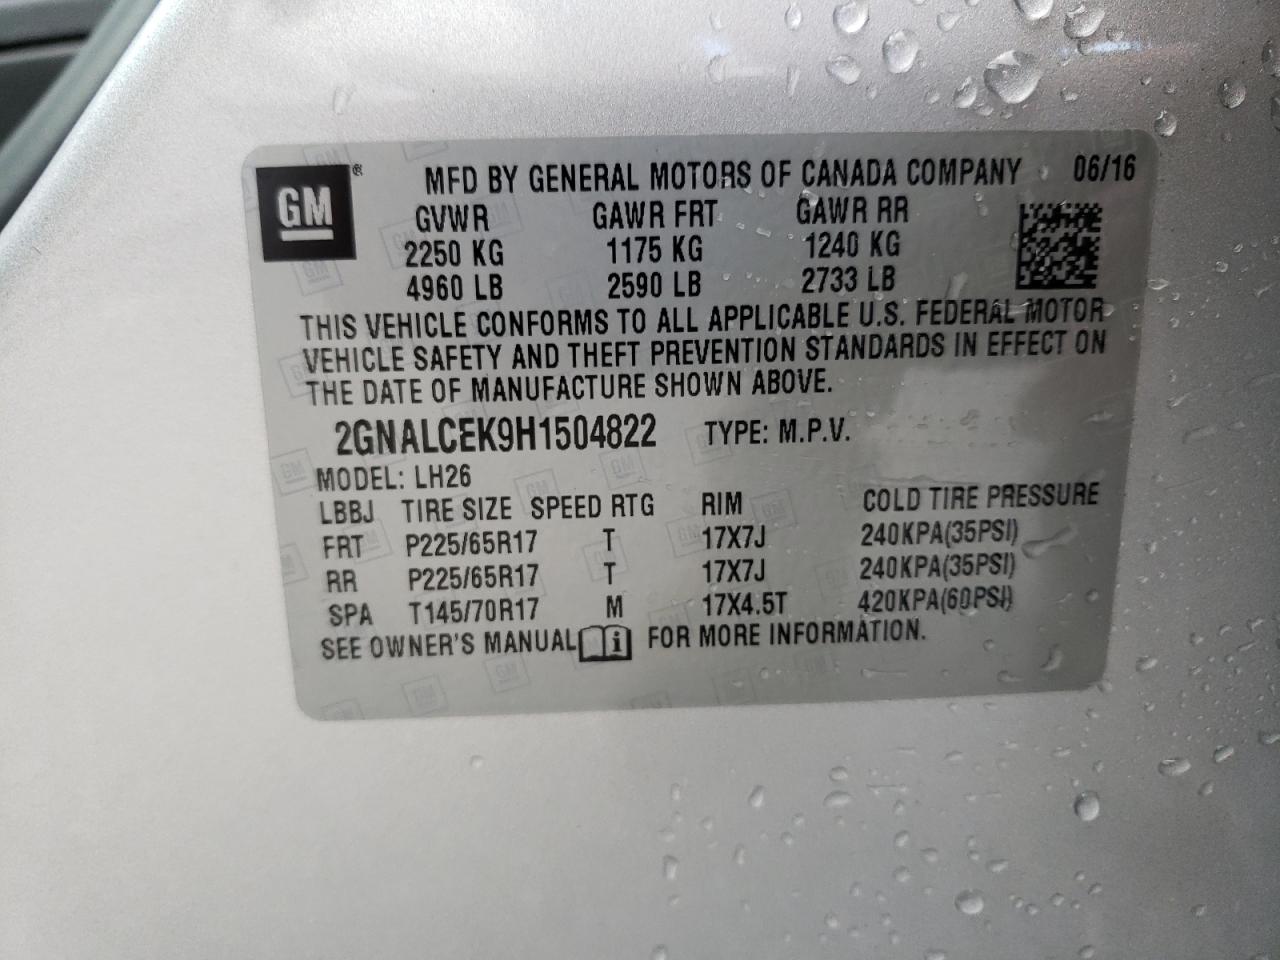 GM ® MFD BY GENERAL MOTORS OF CANADA COMPANY 06/16
GVWR GAWR FRT GAWR RR
2250 KG 1175 KG 1240 KG
4960 LB 2590 LB 2733 LB
THIS VEHICLE CONFORMS TO ALL APPLICABLE U.S. FEDERAL MOTOR
VEHICLE SAFETY AND THEFT PREVENTION STANDARDS IN EFFECT ON
THE DATE OF MANUFACTURE SHOWN ABOVE.
2GNALCEK9H1504822 TYPE: M.P.V.
MODEL: LH26
LBBJ TIRE SIZE SPEED RTG RIM COLD TIRE PRESSURE
FRT P225/65R17 T 17X7J 240KPA(35PSI)
RR P225/65R17 T 17X7J 240KPA(35PSI)
SPA T145/70R17 M 17X4.5T 420KPA(60PSI)
SEE OWNER'S MANUAL i FOR MORE INFORMATION.